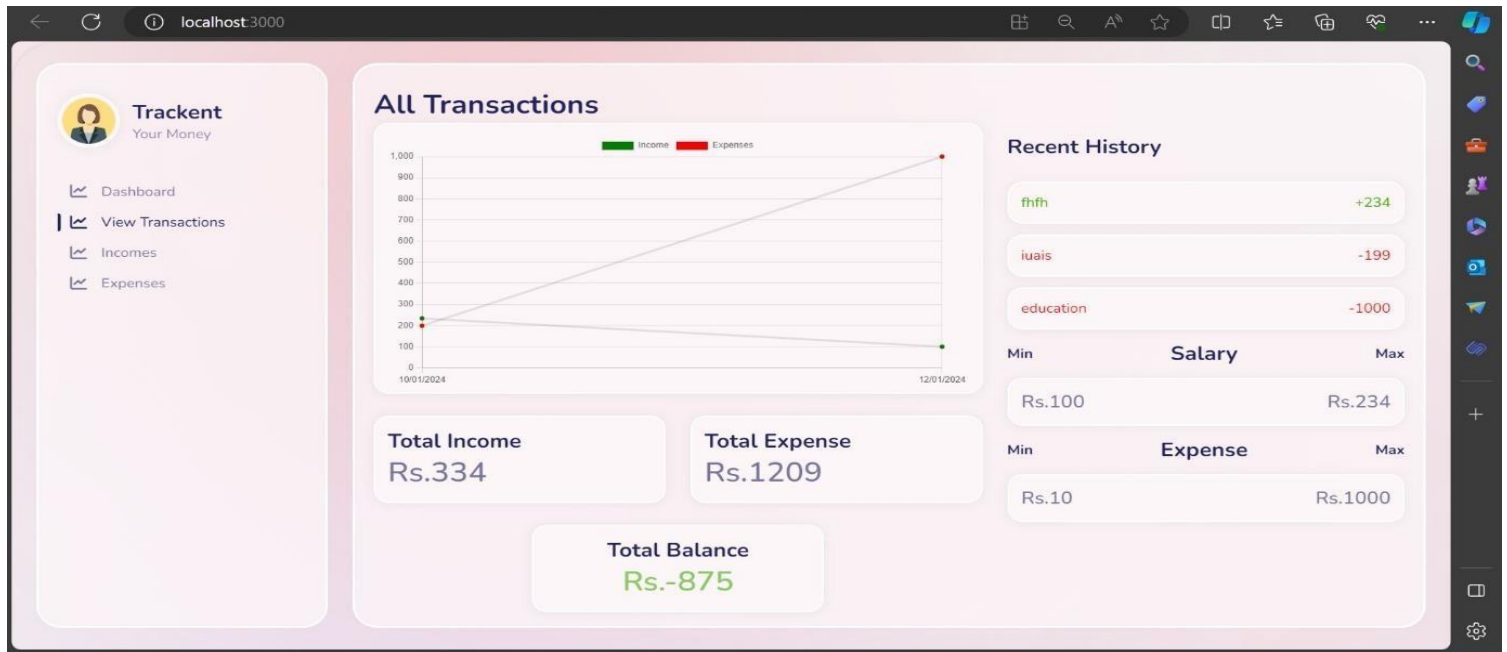 localhost:3000
Trackent
Your Money
Dashboard
View Transactions
Incomes
Expenses
All Transactions
Income Expenses
1,000
900
800
700
600
500
400
300
200
100
0
10/01/2024 12/01/2024
Total Income
Rs.334
Total Expense
Rs.1209
Total Balance
Rs.-875
Recent History
fhfh +234
iuais -199
education -1000
Min Salary Max
Rs.100 Rs.234
Min Expense Max
Rs.10 Rs.1000